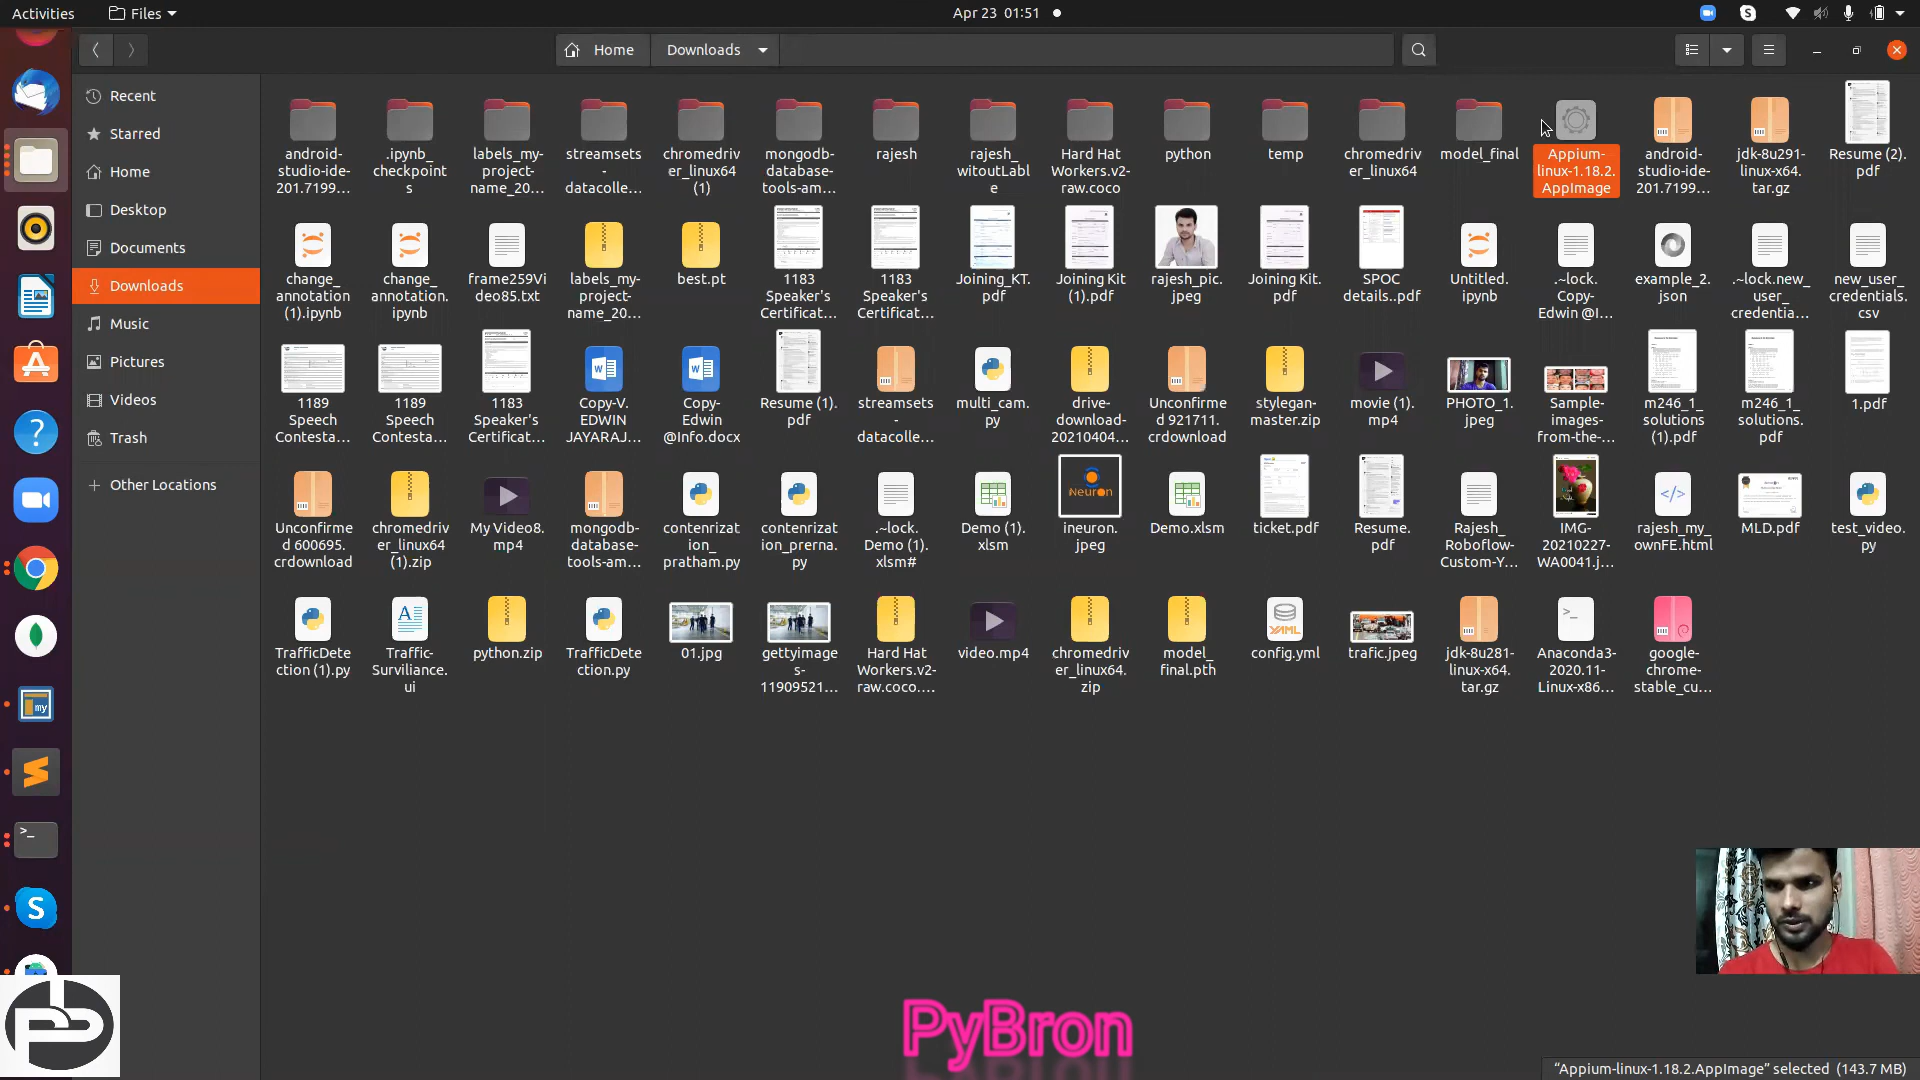 Activities
Files
Apr 23 01:51
Home
Downloads
Recent
Starred
Home
Desktop
Documents
Downloads
Music
Pictures
Videos
Trash
Other Locations
android-
studio-ide-
201.7199...
.ipynb_
checkpoint
s
labels_my-
project-
name_20...
streamsets
-
datacolle...
chromedriv
er_linux64
(1)
mongodb-
database-
tools-am...
rajesh
rajesh_
witoutLabl
e
Hard Hat
Workers.v2-
raw.coco
python
temp
chromedriv
er_linux64
model_final
Appium-
linux-1.18.2.
AppImage
android-
studio-ide-
201.7199...
jdk-8u291-
linux-x64.
tar.gz
Resume (2).
pdf
change_
annotation
(1).ipynb
change_
annotation.
ipynb
frame259Vi
deo85.txt
labels_my-
project-
name_20...
best.pt
1183
Speaker's
Certificat...
1183
Speaker's
Certificat...
Joining_KT.
pdf
Joining Kit
(1).pdf
rajesh_pic.
jpeg
Joining Kit.
pdf
SPOC
details..pdf
Untitled.
ipynb
.~lock.
Copy-
Edwin @I...
example_2.
json
.~lock.new_
user_
credentia...
new_user_
credentials.
csv
1189
Speech
Contesta...
1189
Speech
Contesta...
1183
Speaker's
Certificat...
Copy-V.
EDWIN
JAYARAJ...
Copy-
Edwin
@Info.docx
Resume (1).
pdf
streamsets
-
datacolle...
multi_cam.
py
drive-
download-
20210404...
Unconfirme
d 921711.
crdownload
stylegan-
master.zip
movie (1).
mp4
PHOTO_1.
jpeg
Sample-
images-
from-the-...
m246_1_
solutions
(1).pdf
m246_1_
solutions.
pdf
1.pdf
Unconfirme
d 600695.
crdownload
chromedriv
er_linux64
(1).zip
My Video8.
mp4
mongodb-
database-
tools-am...
contenrizat
ion_
pratham.py
contenrizat
ion_prerna.
py
.~lock.
Demo (1).
xlsm#
Demo (1).
xlsm
iNeuron
ineuron.
jpeg
Demo.xlsm
ticket.pdf
Resume.
pdf
Rajesh_
Roboflow-
Custom-Y...
IMG-
20210227-
WA0041.j...
rajesh_my_
ownFE.html
MLD.pdf
test_video.
py
TrafficDete
ction (1).py
Traffic-
Surviliance.
ui
python.zip
TrafficDete
ction.py
01.jpg
gettyimage
s-
11909521...
Hard Hat
Workers.v2-
raw.coco....
video.mp4
chromedriv
er_linux64.
zip
model_
final.pth
YAML
config.yml
trafic.jpeg
jdk-8u281-
linux-x64.
tar.gz
Anaconda3-
2020.11-
Linux-x86...
google-
chrome-
stable_cu...
PyBron
"Appium-linux-1.18.2.AppImage" selected (143.7 MB)